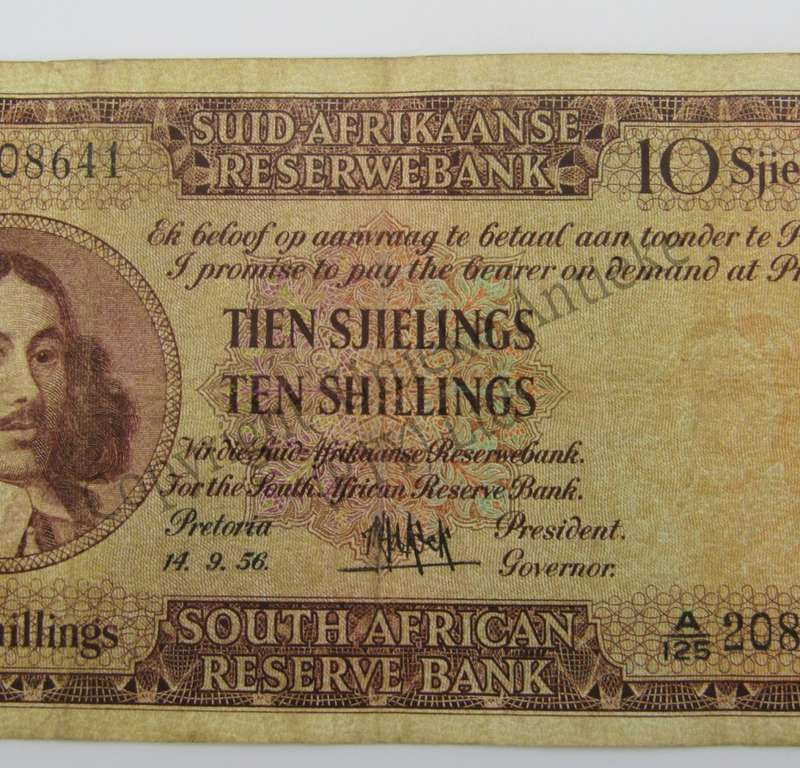 SUID-AFRIKAANSE
RESERWEBANK
08641
10 Sjie
Ek beloof op aanvraag te betaal aan toonder te P
I promise to pay the bearer on demand at Pr
TIEN SJIELINGS
TEN SHILLINGS
Vir die Suid-Afrikaanse Reserwebank.
For the South African Reserve Bank.
Pretoria President.
14. 9. 56. Governor.
hillings
SOUTH AFRICAN
RESERVE BANK
A/125 208